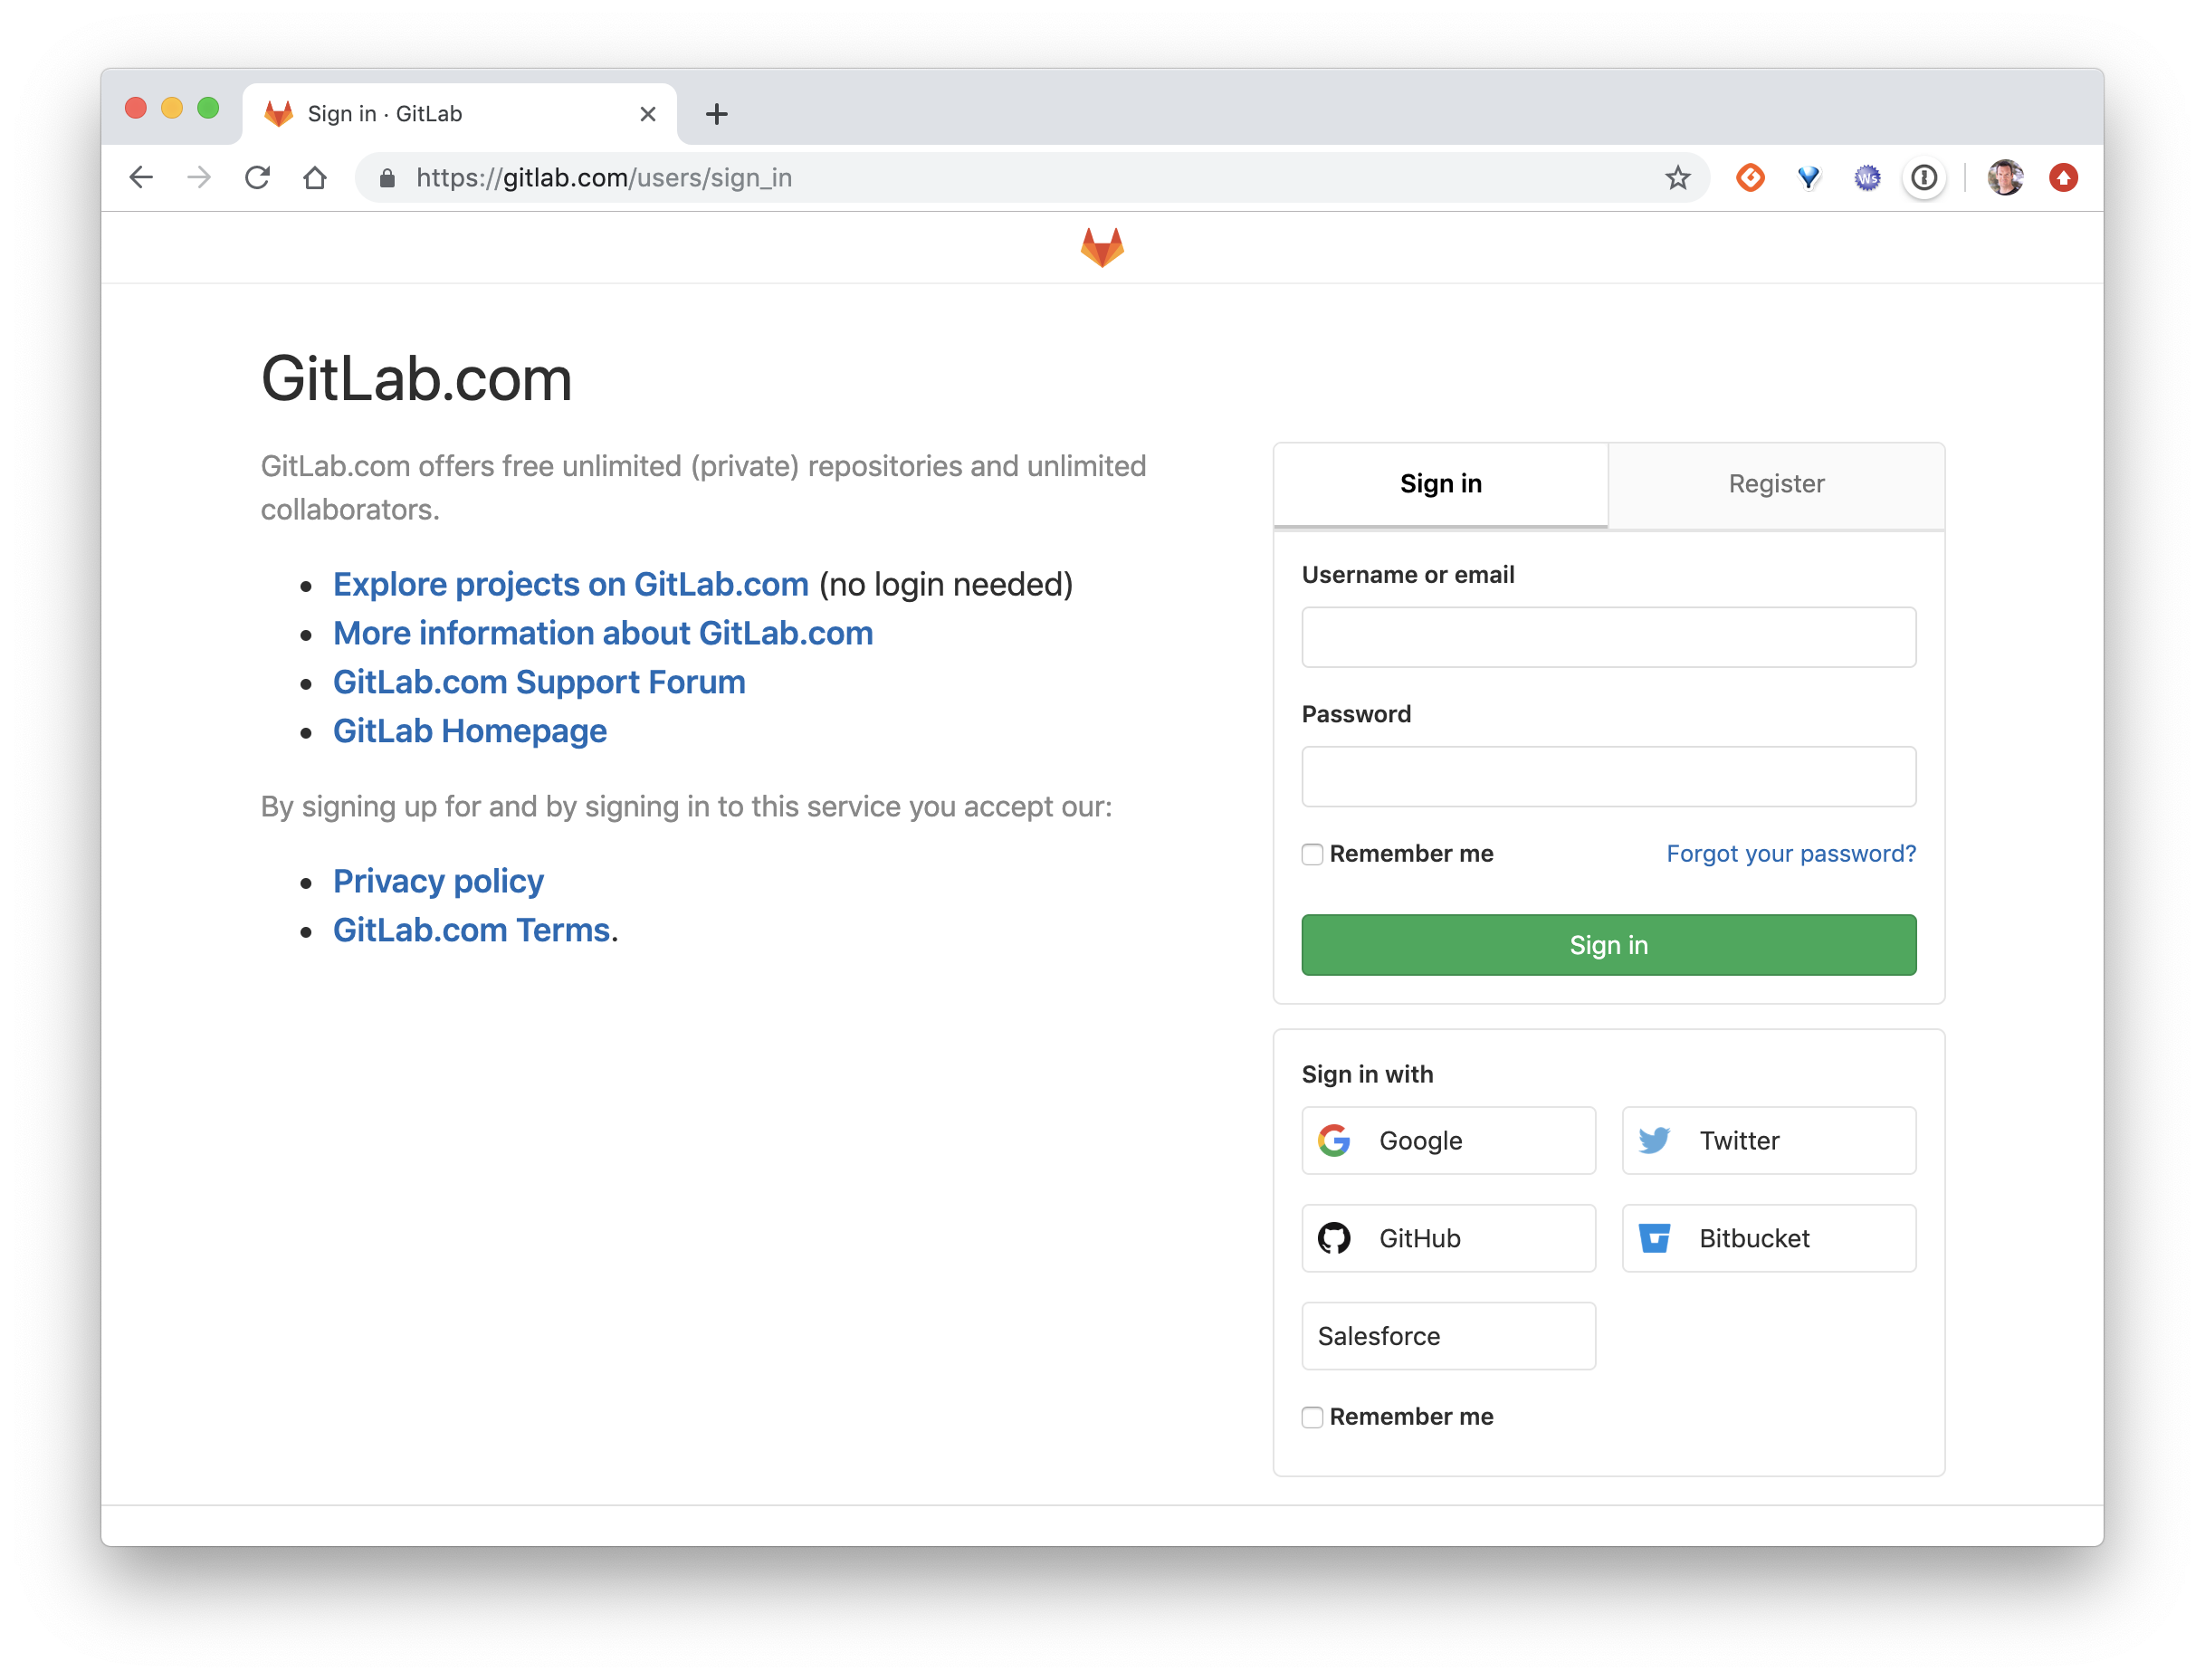 Sign in · GitLab
https://gitlab.com/users/sign_in
Ws
GitLab.com
GitLab.com offers free unlimited (private) repositories and unlimited
collaborators.
Explore projects on GitLab.com (no login needed)
More information about GitLab.com
GitLab.com Support Forum
GitLab Homepage
By signing up for and by signing in to this service you accept our:
Privacy policy
GitLab.com Terms.
Sign in
Register
Username or email
Password
Remember me
Forgot your password?
Sign in
Sign in with
Google
Twitter
GitHub
Bitbucket
Salesforce
Remember me